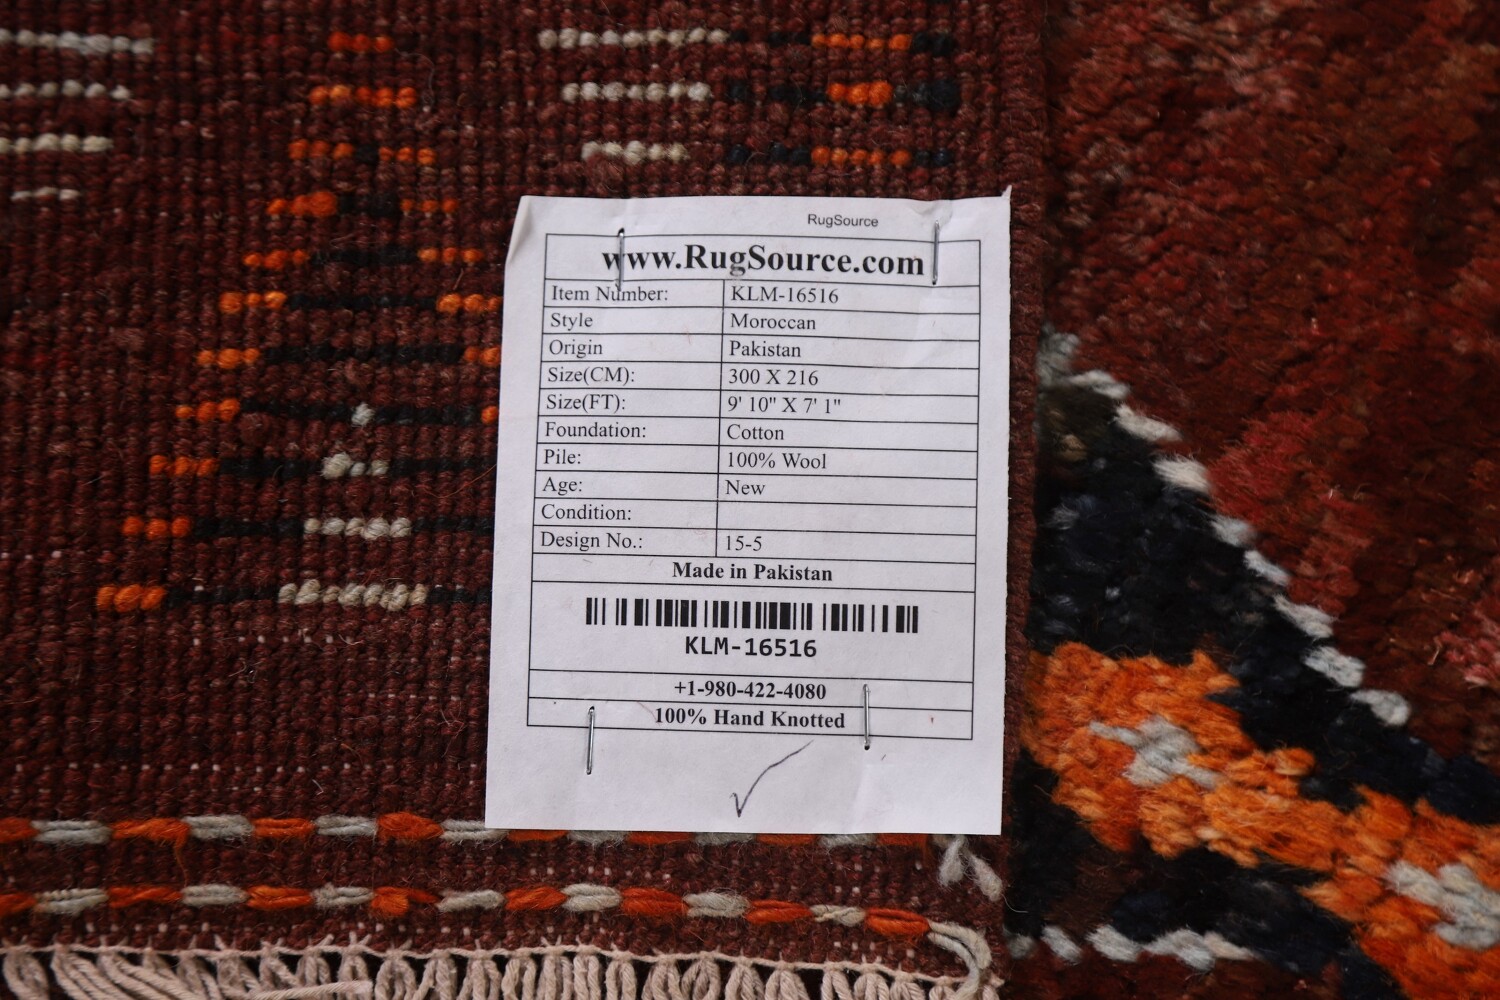 RugSource
www.RugSource.com
Item Number: KLM-16516
Style Moroccan
Origin Pakistan
Size(CM): 300 X 216
Size(FT): 9' 10" X 7' 1"
Foundation: Cotton
Pile: 100% Wool
Age: New
Condition:
Design No.: 15-5
Made in Pakistan
KLM-16516
+1-980-422-4080
100% Hand Knotted